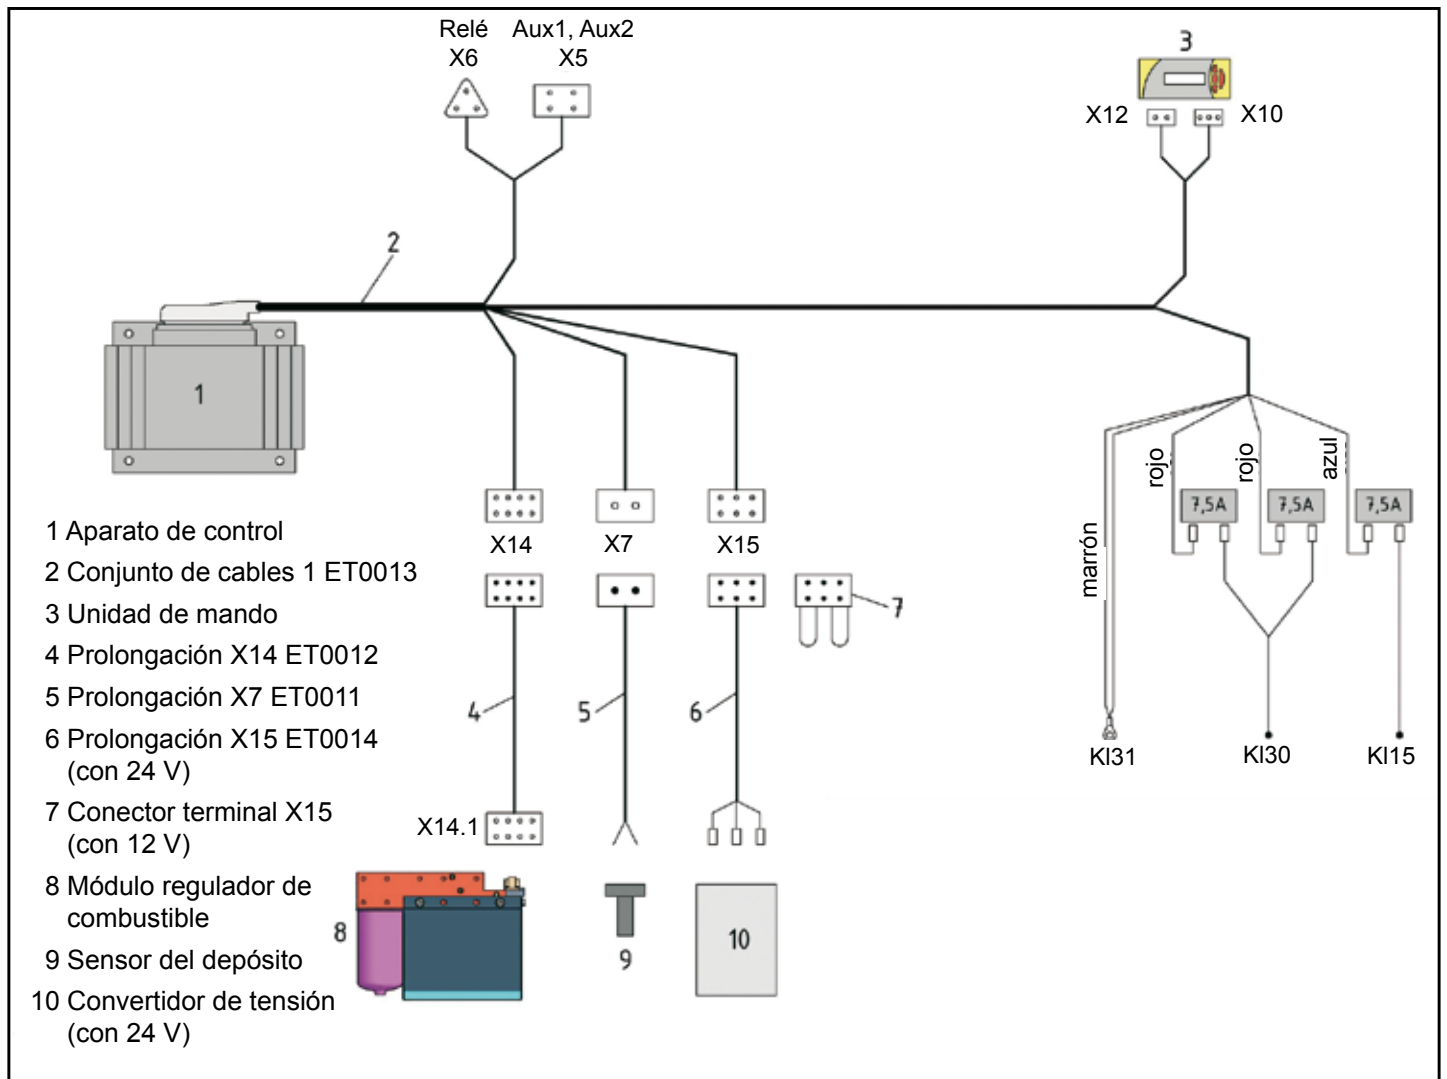 Relé
X6
Aux1, Aux2
X5
3
X12
X10
2
1
rojo
rojo
azul
7,5A
7,5A
7,5A
marrón
X14
X7
X15
7
4
5
6
KI31
KI30
KI15
X14.1
8
9
10
1 Aparato de control
2 Conjunto de cables 1 ET0013
3 Unidad de mando
4 Prolongación X14 ET0012
5 Prolongación X7 ET0011
6 Prolongación X15 ET0014
(con 24 V)
7 Conector terminal X15
(con 12 V)
8 Módulo regulador de
combustible
9 Sensor del depósito
10 Convertidor de tensión
(con 24 V)